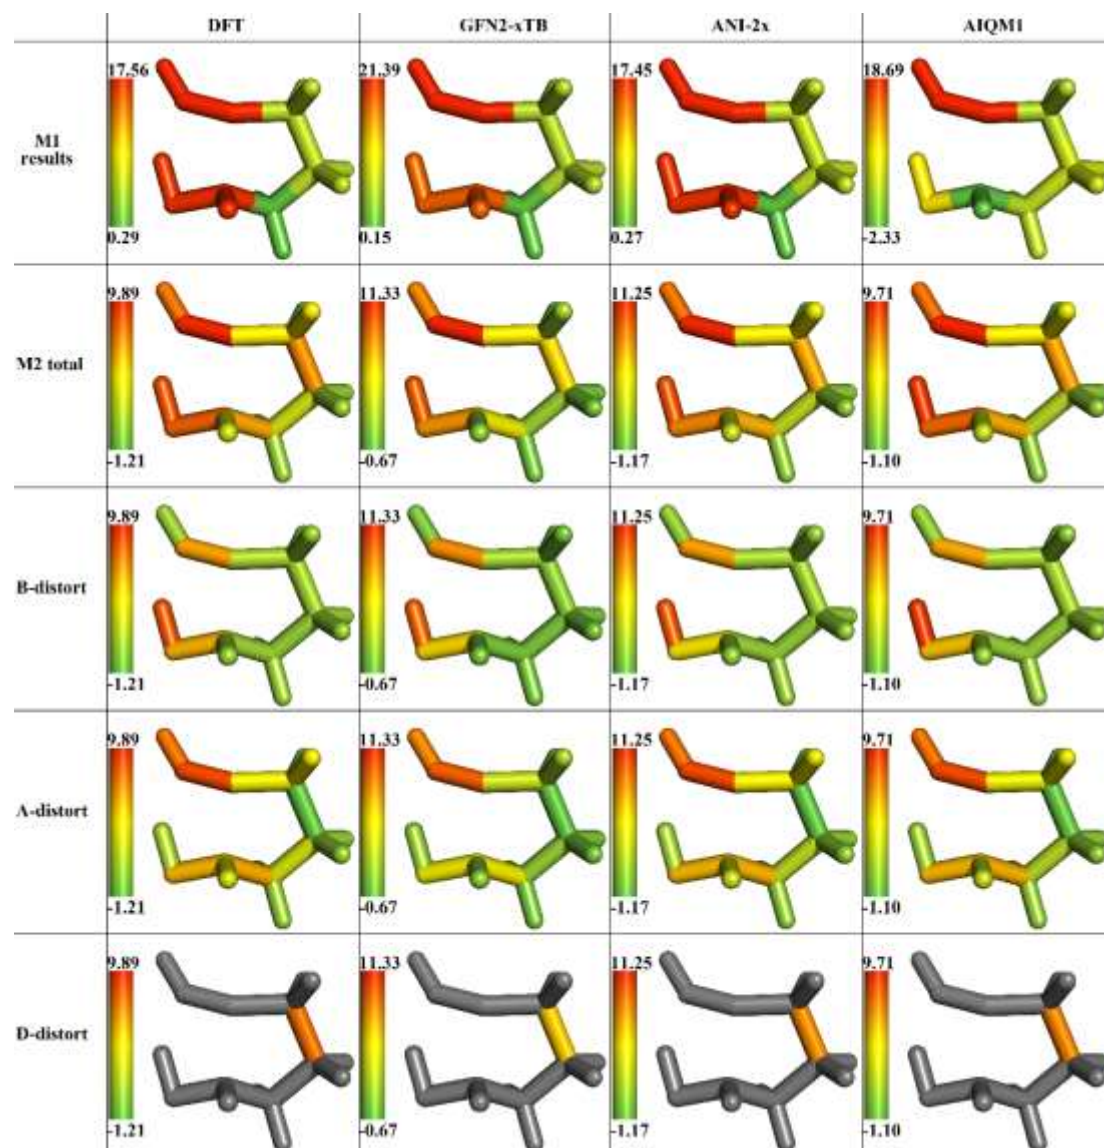 DFT GFN2-xTB ANI-2x AIQM1
17.56 21.39 17.45 18.69
M1
results
0.29 0.15 0.27 -2.33
9.89 11.33 11.25 9.71
M2 total
-1.21 -0.67 -1.17 -1.10
9.89 11.33 11.25 9.71
B-distort
-1.21 -0.67 -1.17 -1.10
9.89 11.33 11.25 9.71
A-distort
-1.21 -0.67 -1.17 -1.10
9.89 11.33 11.25 9.71
D-distort
-1.21 -0.67 -1.17 -1.10